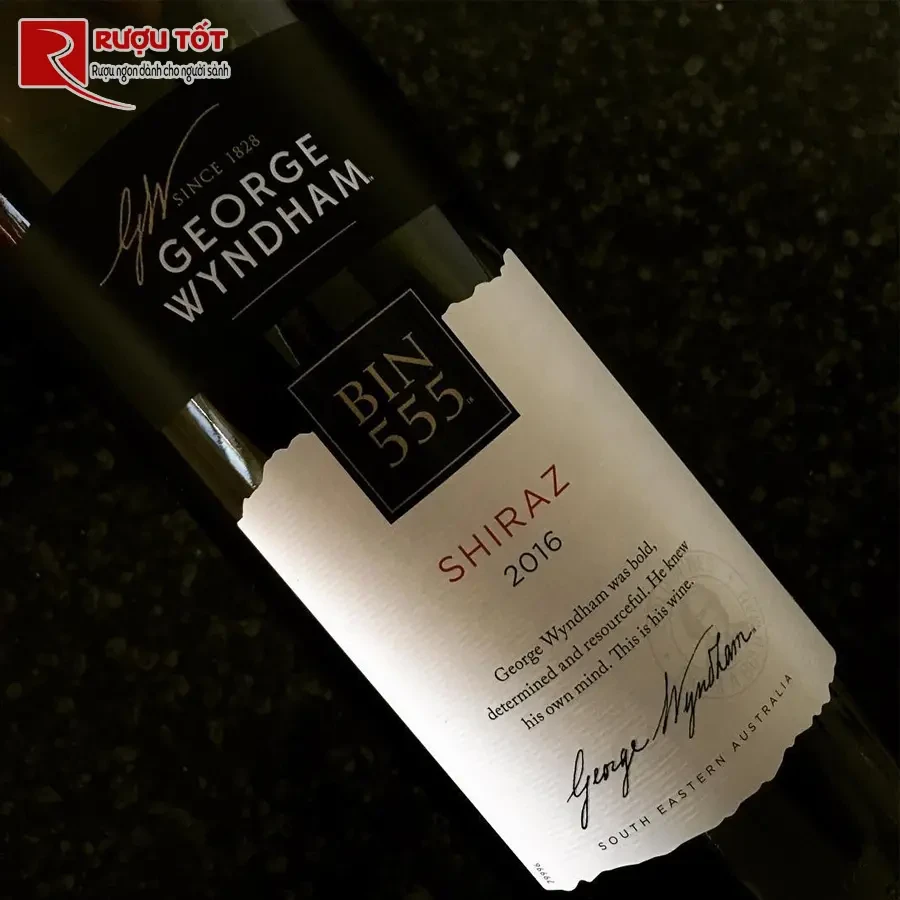 RƯỢU TỐT
Rượu ngon dành cho người sành
GW SINCE 1828
GEORGE
WYNDHAM
BIN
555
SHIRAZ
2016
George Wyndham was bold,
determined and resourceful. He knew
his own mind. This is his wine.
George Wyndham
SOUTH EASTERN AUSTRALIA